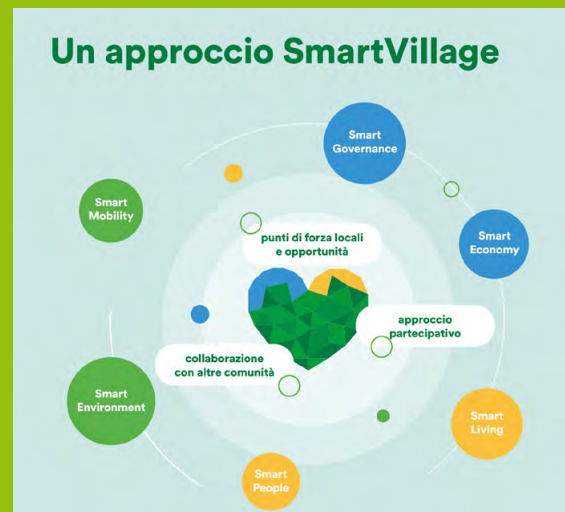 Un approccio SmartVillage
Smart
Governance
Smart
Mobility
Smart
Economy
punti di forza locali
e opportunità
approccio
partecipativo
collaborazione
con altre comunità
Smart
Environment
Smart
Living
Smart
People